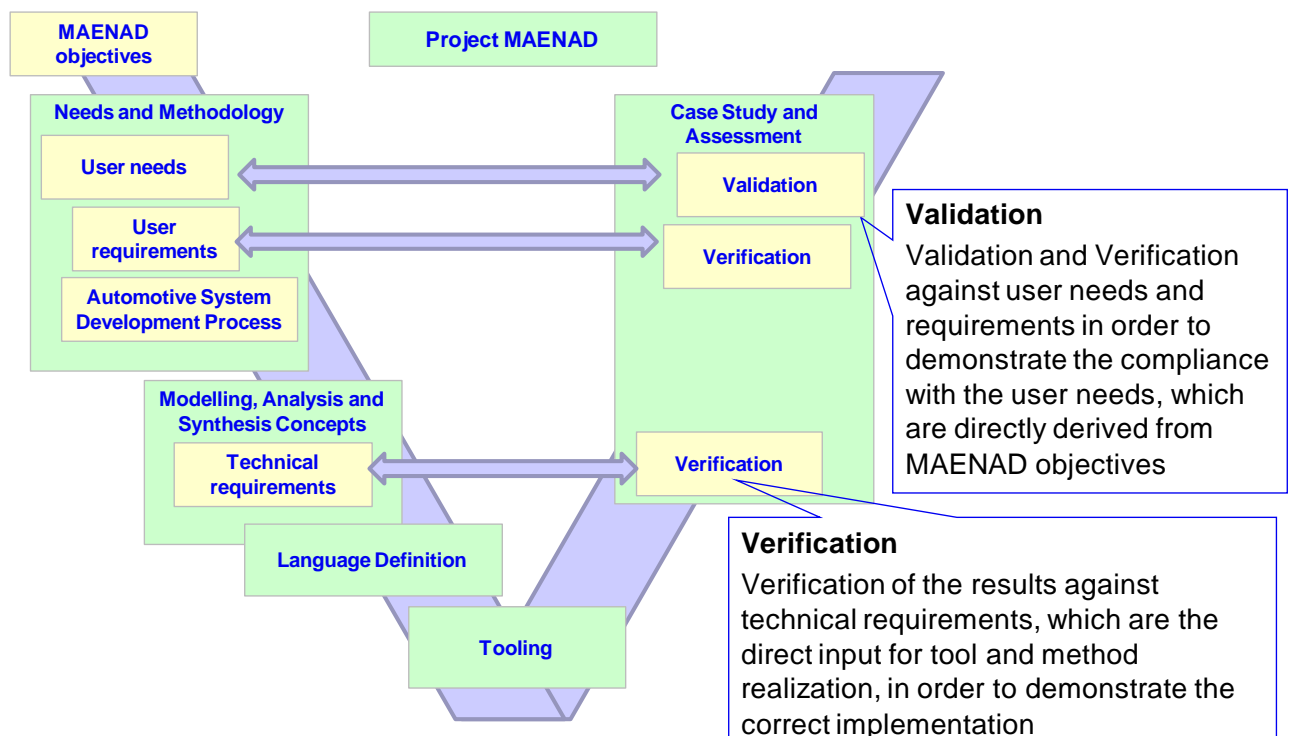 MAENAD
objectives
Project MAENAD
Needs and Methodology
User needs
User
requirements
Automotive System
Development Process
Modelling, Analysis and
Synthesis Concepts
Technical
requirements
Language Definition
Tooling
Case Study and
Assessment
Validation
Verification
Verification
Validation
Validation and Verification
against user needs and
requirements in order to
demonstrate the compliance
with the user needs, which
are directly derived from
MAENAD objectives
Verification
Verification of the results against
technical requirements, which are the
direct input for tool and method
realization, in order to demonstrate the
correct implementation